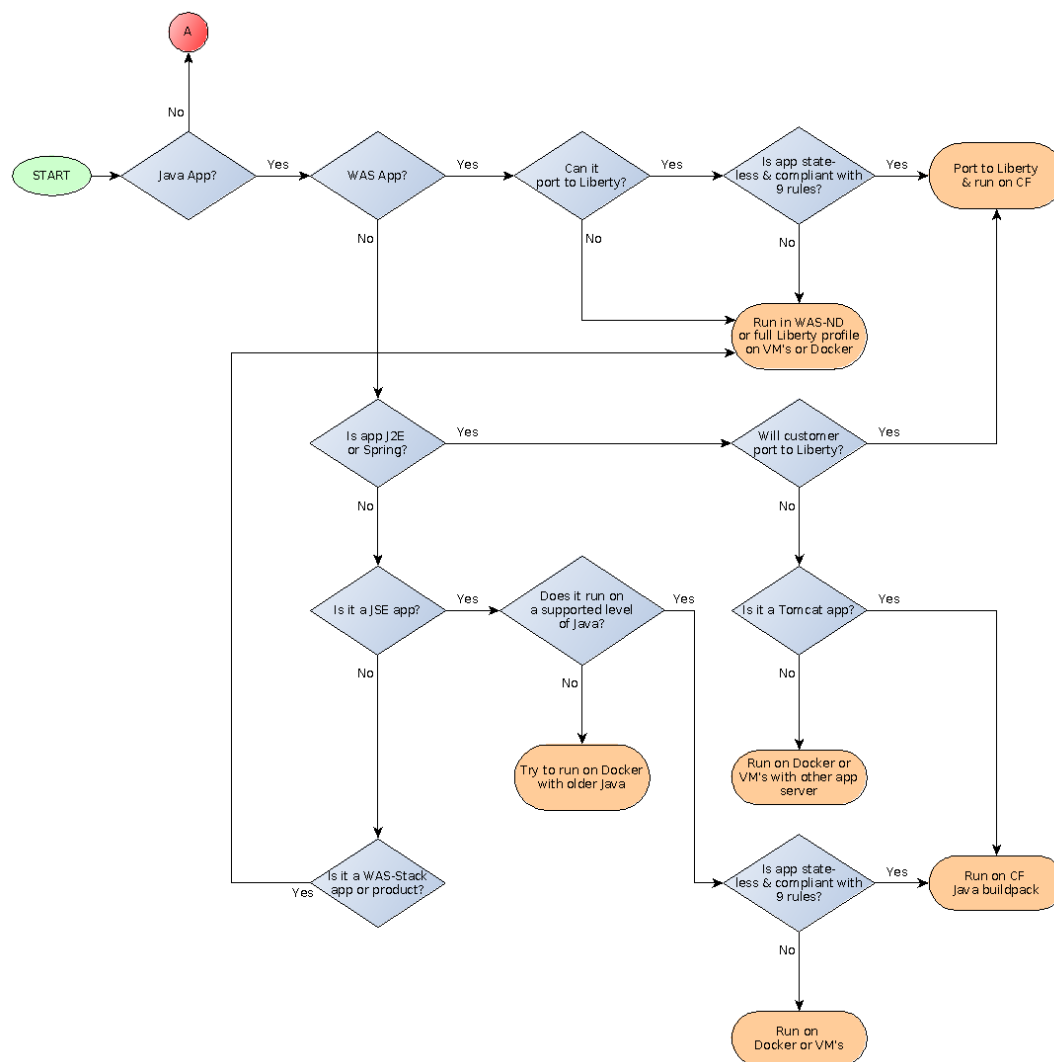 A
No
START
Java App?
Yes
WAS App?
Yes
Can it
port to Liberty?
Yes
Is app state-
less & compliant with
9 rules?
Yes
Port to Liberty
& run on CF
No
No
No
Run in WAS-ND
or full Liberty profile
on VM's or Docker
Is app J2E
or Spring?
Yes
Will customer
port to Liberty?
Yes
No
No
Is it a JSE app?
Yes
Does it run on
a supported level
of Java?
Yes
Is it a Tomcat app?
Yes
No
No
No
Try to run on Docker
with older Java
Run on Docker or
VM's with other app
server
Is it a WAS-Stack
app or product?
Yes
Is app state-
less & compliant with
9 rules?
Yes
Run on CF
Java buildpack
No
Run on
Docker or VM's